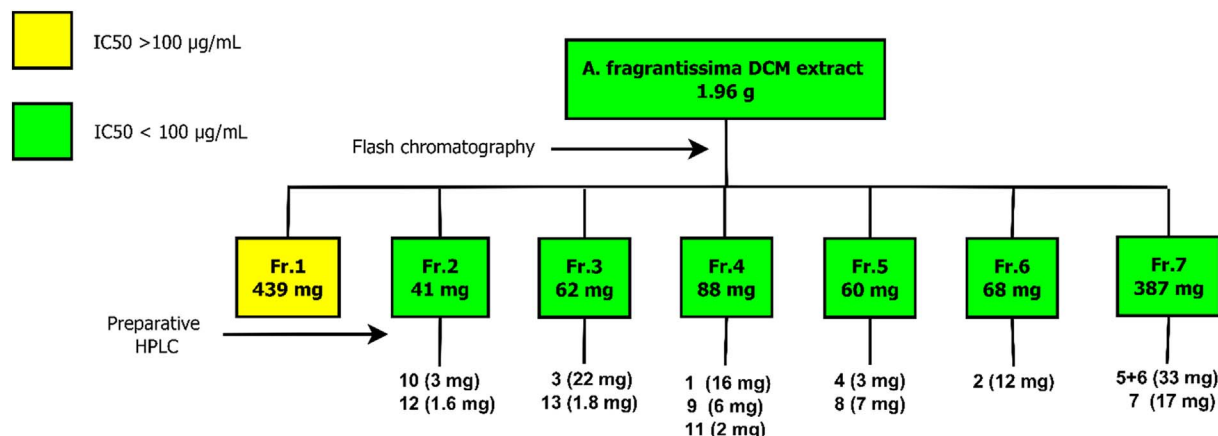 IC50 >100 µg/mL
IC50 < 100 µg/mL
A. fragrantissima DCM extract
1.96 g
Flash chromatography
Fr.1
439 mg
Fr.2
41 mg
Fr.3
62 mg
Fr.4
88 mg
Fr.5
60 mg
Fr.6
68 mg
Fr.7
387 mg
Preparative
HPLC
10 (3 mg)
12 (1.6 mg)
3 (22 mg)
13 (1.8 mg)
1 (16 mg)
9 (6 mg)
11 (2 mg)
4 (3 mg)
8 (7 mg)
2 (12 mg)
5+6 (33 mg)
7 (17 mg)